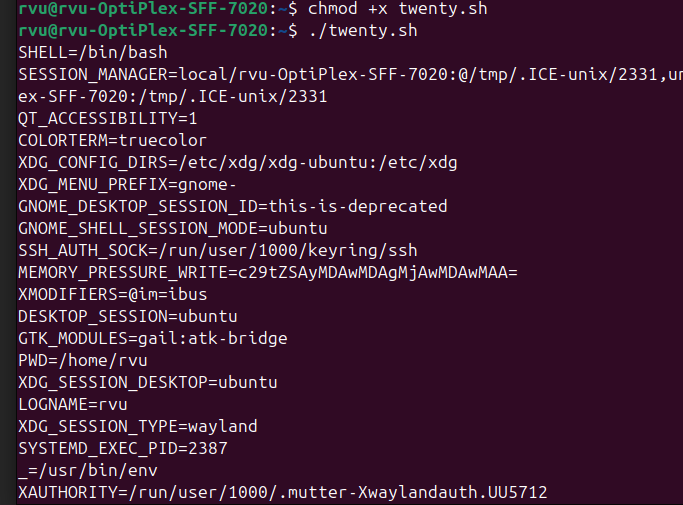 rvu@rvu-OptiPlex-SFF-7020:~$ chmod +x twenty.sh
rvu@rvu-OptiPlex-SFF-7020:~$ ./twenty.sh
SHELL=/bin/bash
SESSION_MANAGER=local/rvu-OptiPlex-SFF-7020:@/tmp/.ICE-unix/2331,un
ex-SFF-7020:/tmp/.ICE-unix/2331
QT_ACCESSIBILITY=1
COLORTERM=truecolor
XDG_CONFIG_DIRS=/etc/xdg/xdg-ubuntu:/etc/xdg
XDG_MENU_PREFIX=gnome-
GNOME_DESKTOP_SESSION_ID=this-is-deprecated
GNOME_SHELL_SESSION_MODE=ubuntu
SSH_AUTH_SOCK=/run/user/1000/keyring/ssh
MEMORY_PRESSURE_WRITE=c29tZSAyMDAwMDAgMjAwMDAwMAA=
XMODIFIERS=@im=ibus
DESKTOP_SESSION=ubuntu
GTK_MODULES=gail:atk-bridge
PWD=/home/rvu
XDG_SESSION_DESKTOP=ubuntu
LOGNAME=rvu
XDG_SESSION_TYPE=wayland
SYSTEMD_EXEC_PID=2387
_=/usr/bin/env
XAUTHORITY=/run/user/1000/.mutter-Xwaylandauth.UU5712